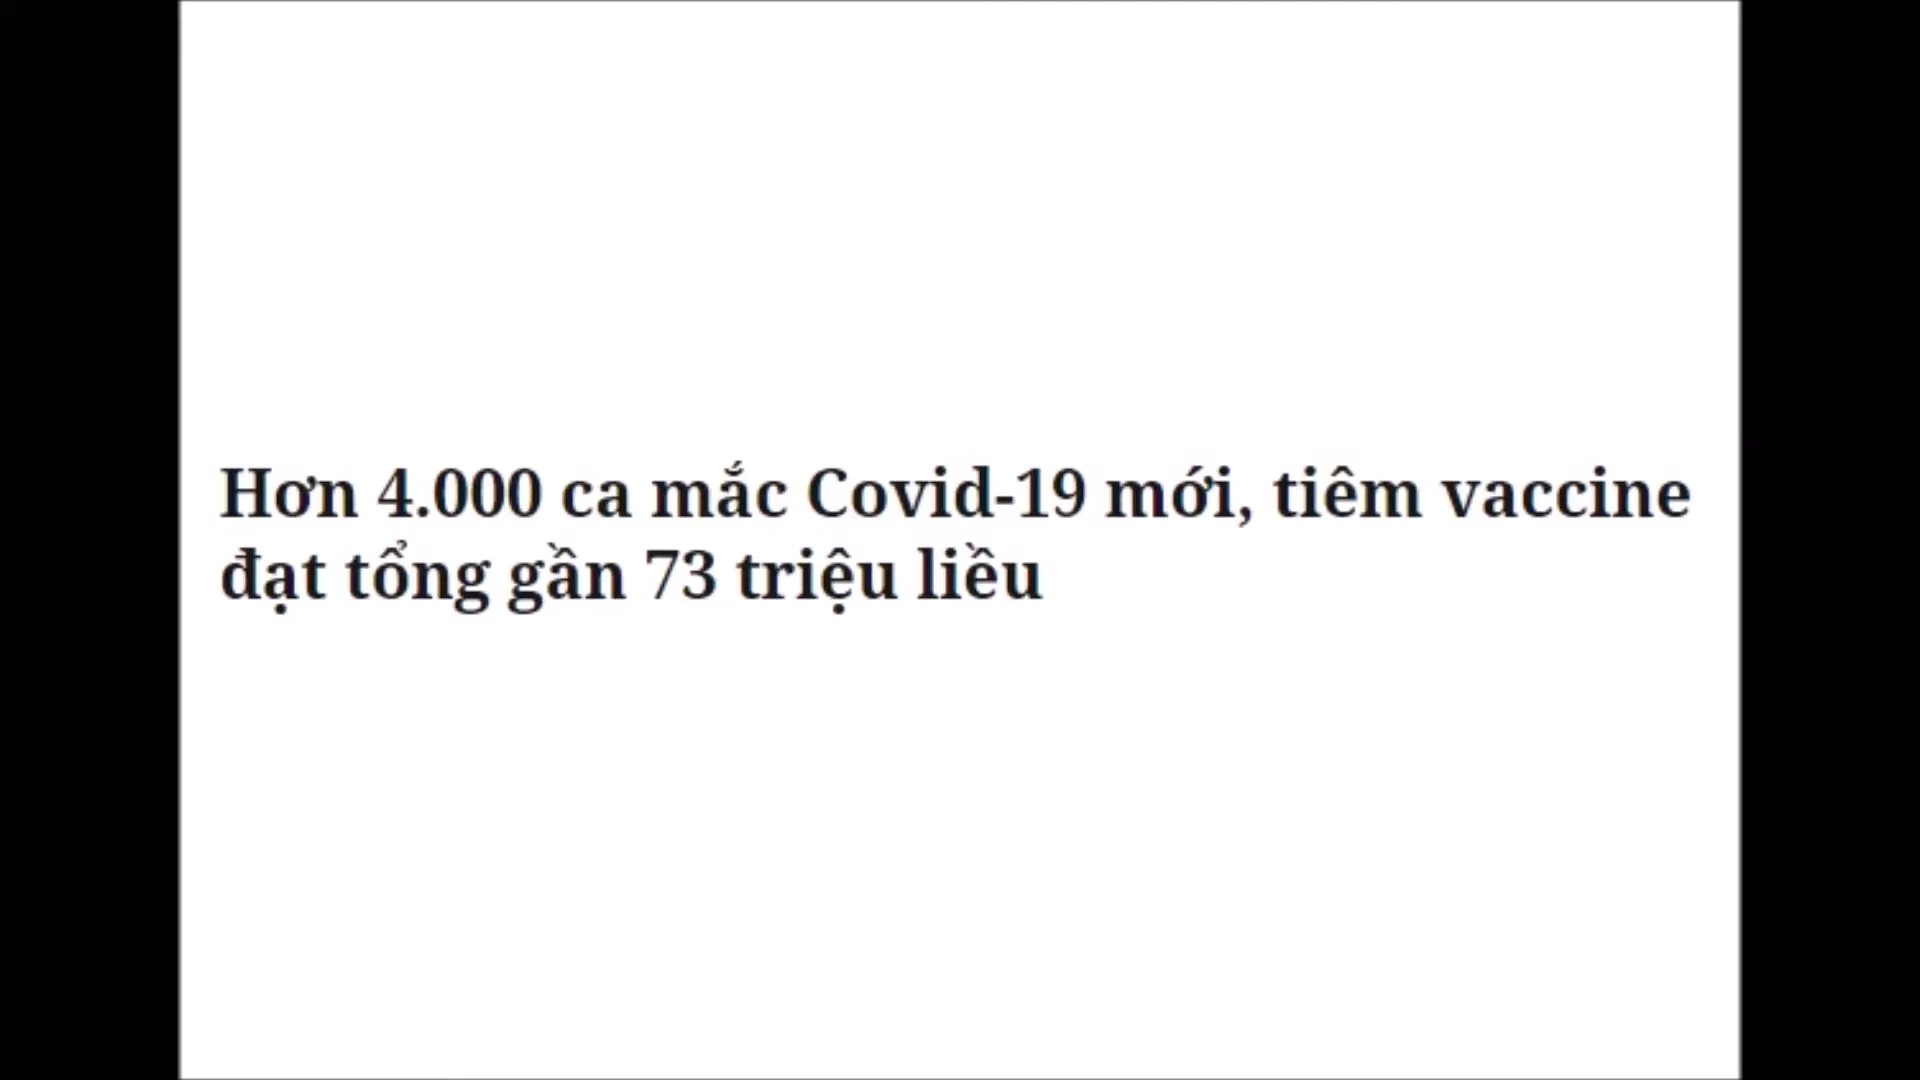 Hơn 4.000 ca mắc Covid-19 mới, tiêm vaccine
đạt tổng gần 73 triệu liều